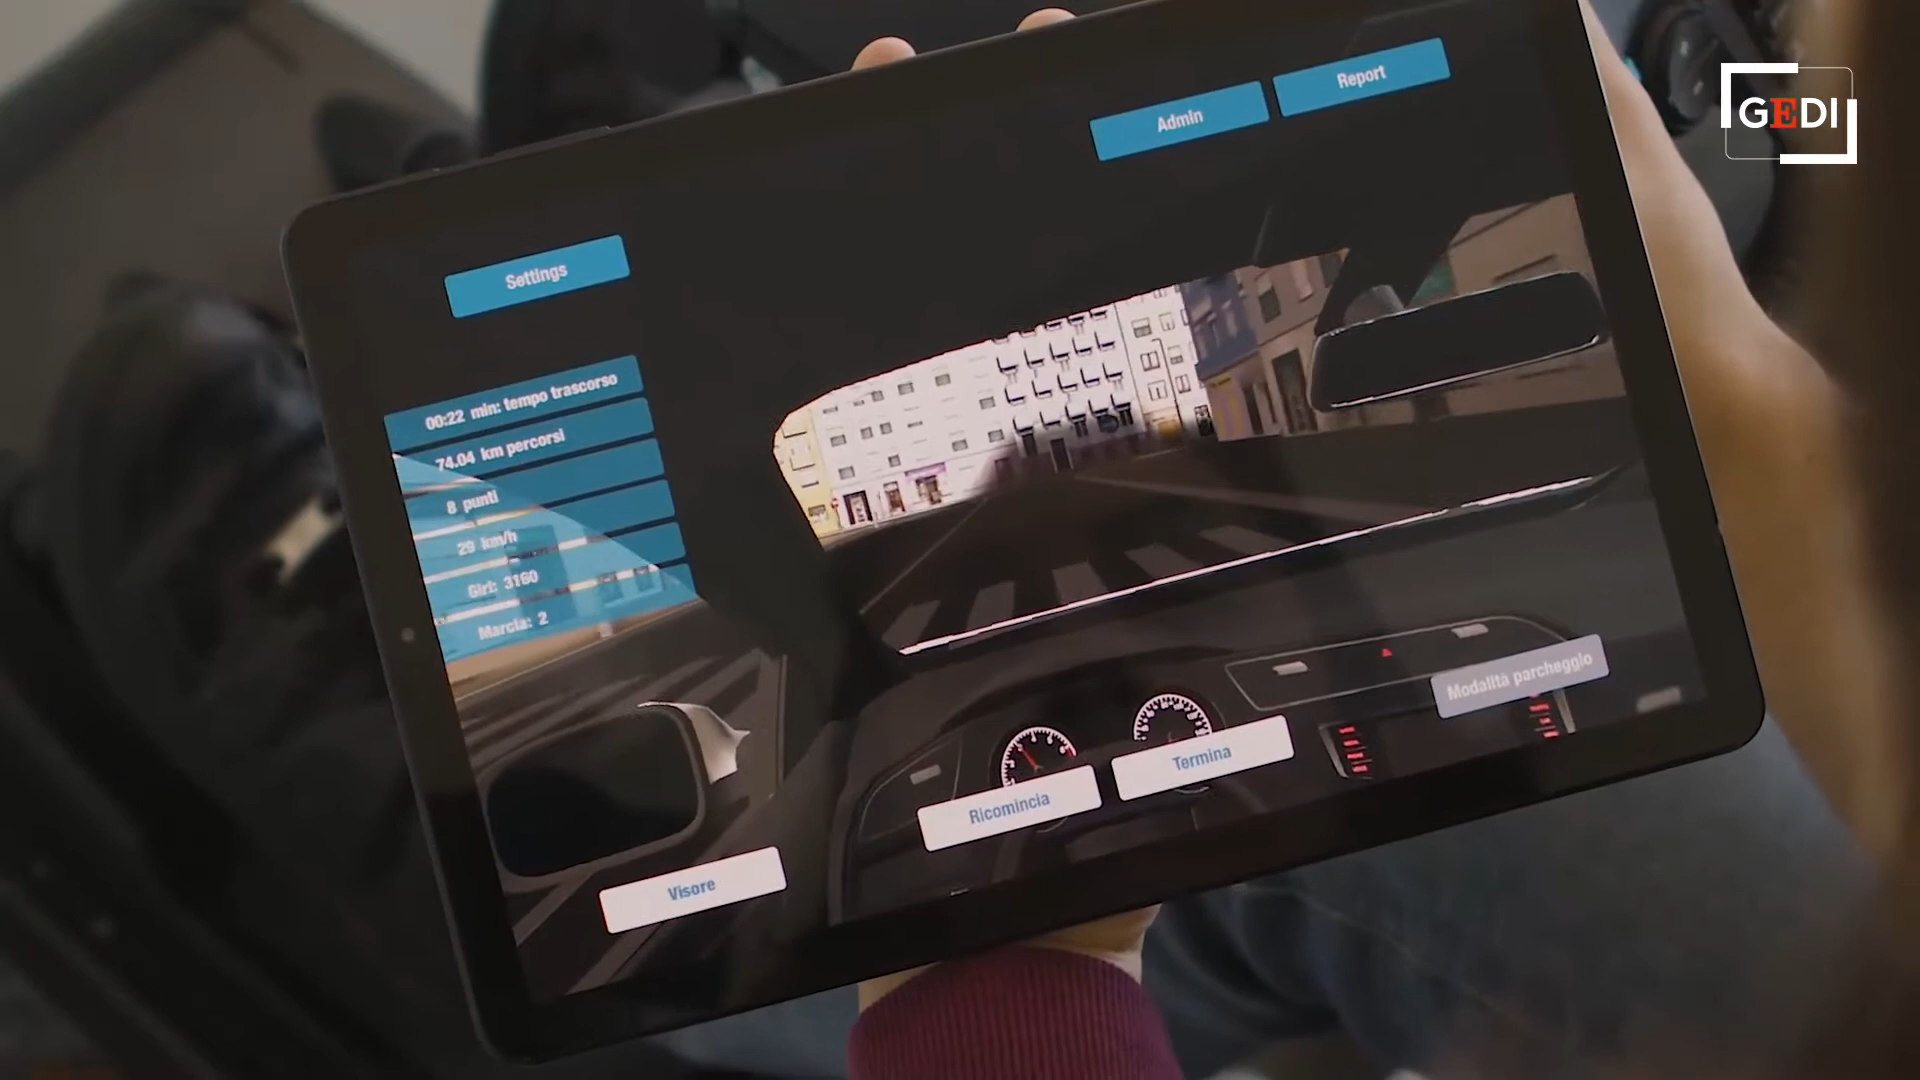 GEDI
Admin
Report
Settings
00:22 min: tempo trascorso
74.04 km percorsi
8 punti
29 km/h
Giri: 3160
Marcia: 2
Modalità parcheggio
Termina
Ricomincia
Visore